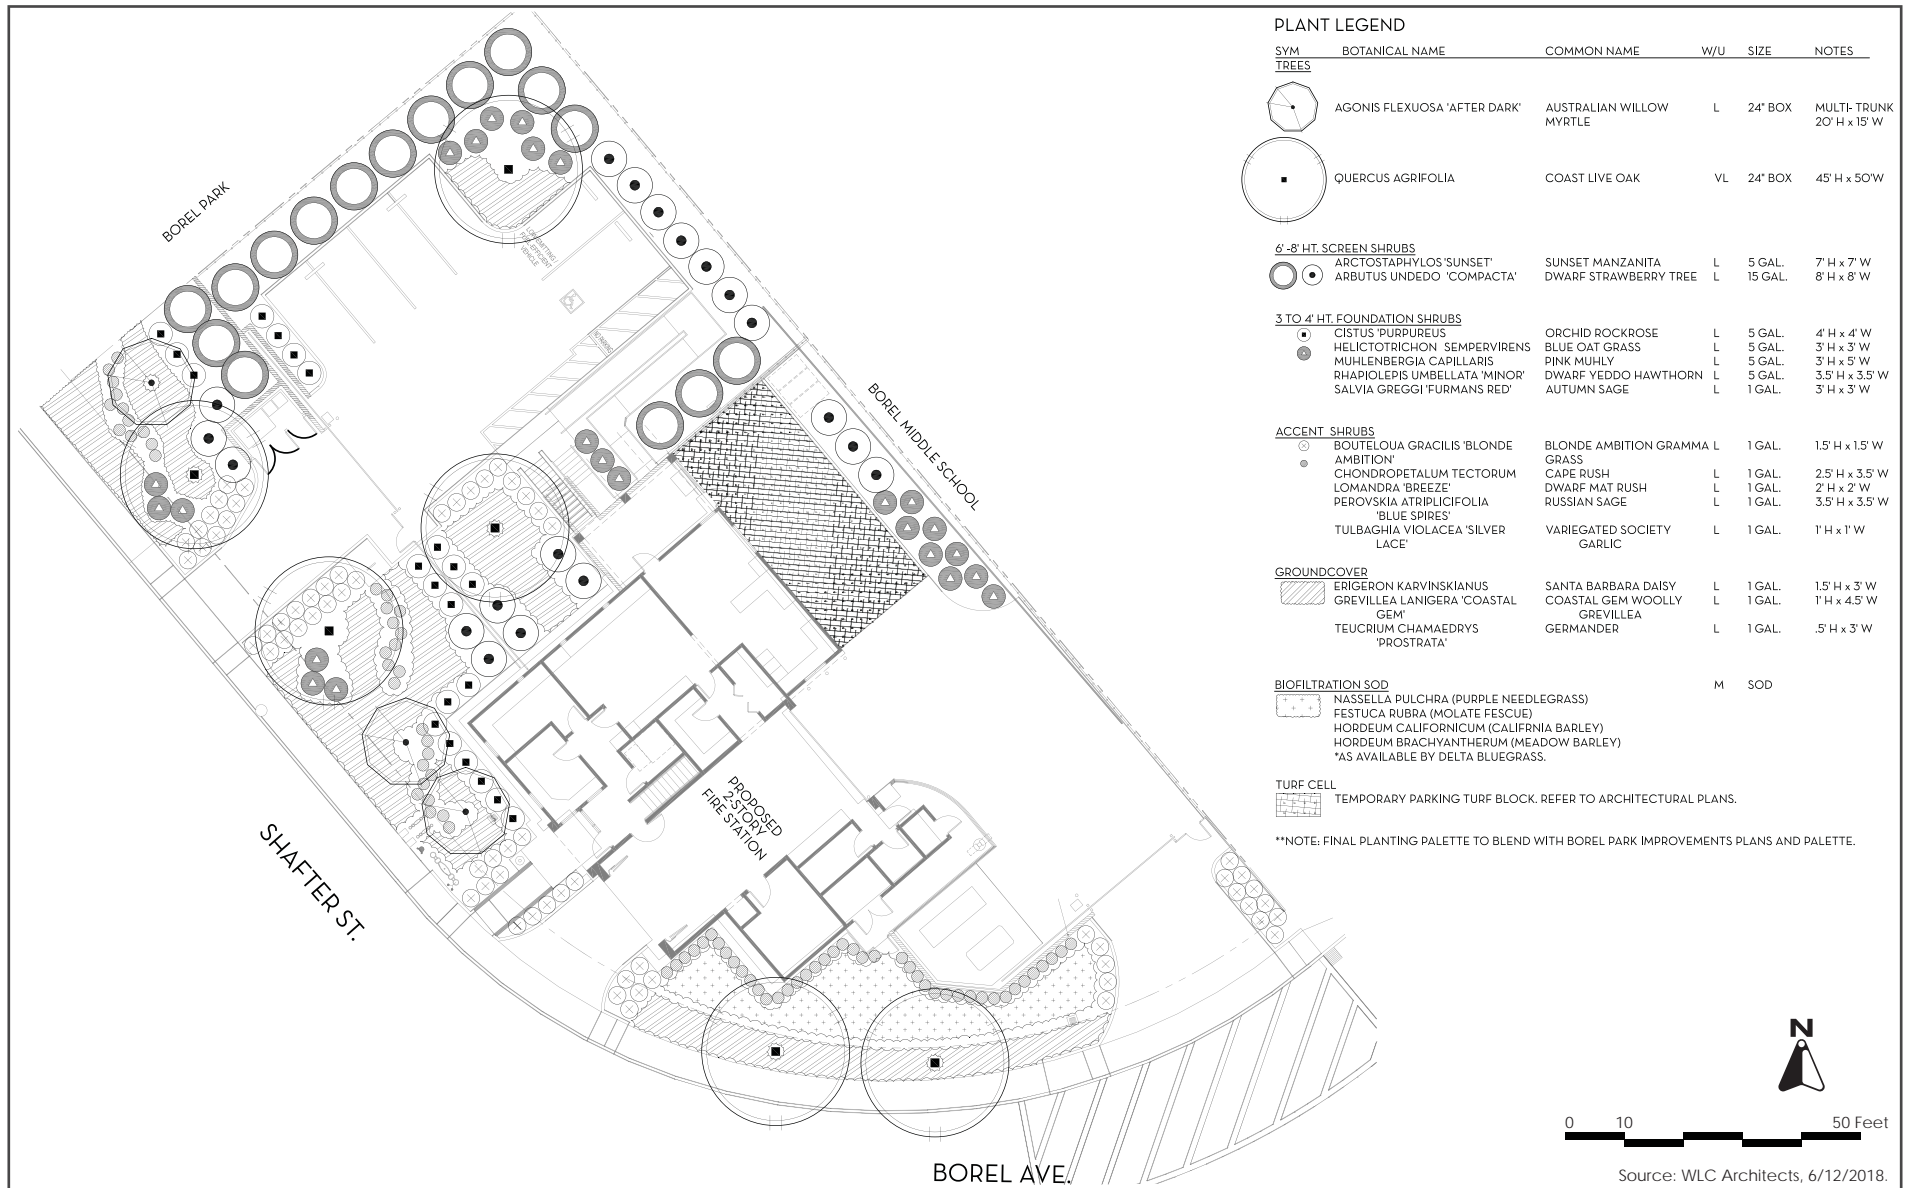 PLANT LEGEND
SYM BOTANICAL NAME COMMON NAME W/U SIZE NOTES
TREES
AGONIS FLEXUOSA 'AFTER DARK' AUSTRALIAN WILLOW L 24" BOX MULTI- TRUNK
MYRTLE 20' H x 15' W
QUERCUS AGRIFOLIA COAST LIVE OAK VL 24" BOX 45' H x 50'W
6' -8' HT. SCREEN SHRUBS
ARCTOSTAPHYLOS 'SUNSET' SUNSET MANZANITA L 5 GAL. 7' H x 7' W
ARBUTUS UNDEDO 'COMPACTA' DWARF STRAWBERRY TREE L 15 GAL. 8' H x 8' W
3 TO 4' HT. FOUNDATION SHRUBS
CISTUS 'PURPUREUS ORCHID ROCKROSE L 5 GAL. 4' H x 4' W
HELICTOTRICHON SEMPERVIRENS BLUE OAT GRASS L 5 GAL. 3' H x 3' W
MUHLENBERGIA CAPILLARIS PINK MUHLY L 5 GAL. 3' H x 5' W
RHAPIOLEPIS UMBELLATA 'MINOR' DWARF YEDDO HAWTHORN L 5 GAL. 3.5' H x 3.5' W
SALVIA GREGGI 'FURMANS RED' AUTUMN SAGE L 1 GAL. 3' H x 3' W
ACCENT SHRUBS
BOUTELOUA GRACILIS 'BLONDE BLONDE AMBITION GRAMMA L 1 GAL. 1.5' H x 1.5' W
AMBITION' GRASS
CHONDROPETALUM TECTORUM CAPE RUSH L 1 GAL. 2.5' H x 3.5' W
LOMANDRA 'BREEZE' DWARF MAT RUSH L 1 GAL. 2' H x 2' W
PEROVSKIA ATRIPLICIFOLIA RUSSIAN SAGE L 1 GAL. 3.5' H x 3.5' W
'BLUE SPIRES'
TULBAGHIA VIOLACEA 'SILVER VARIEGATED SOCIETY L 1 GAL. 1' H x 1' W
LACE' GARLIC
GROUNDCOVER
ERIGERON KARVINSKIANUS SANTA BARBARA DAISY L 1 GAL. 1.5' H x 3' W
GREVILLEA LANIGERA 'COASTAL COASTAL GEM WOOLLY L 1 GAL. 1' H x 4.5' W
GEM' GREVILLEA
TEUCRIUM CHAMAEDRYS GERMANDER L 1 GAL. .5' H x 3' W
'PROSTRATA'
BIOFILTRATION SOD M SOD
NASSELLA PULCHRA (PURPLE NEEDLEGRASS)
FESTUCA RUBRA (MOLATE FESCUE)
HORDEUM CALIFORNICUM (CALIFRNIA BARLEY)
HORDEUM BRACHYANTHERUM (MEADOW BARLEY)
*AS AVAILABLE BY DELTA BLUEGRASS.
TURF CELL
TEMPORARY PARKING TURF BLOCK. REFER TO ARCHITECTURAL PLANS.
**NOTE: FINAL PLANTING PALETTE TO BLEND WITH BOREL PARK IMPROVEMENTS PLANS AND PALETTE.
BOREL PARK
LOW-EMITTING
FUEL-EFFICIENT
VEHICLE
BOREL MIDDLE SCHOOL
PROPOSED
2-STORY
FIRE STATION
SHAFTER ST.
BOREL AVE.
N
0 10 50 Feet
Source: WLC Architects, 6/12/2018.